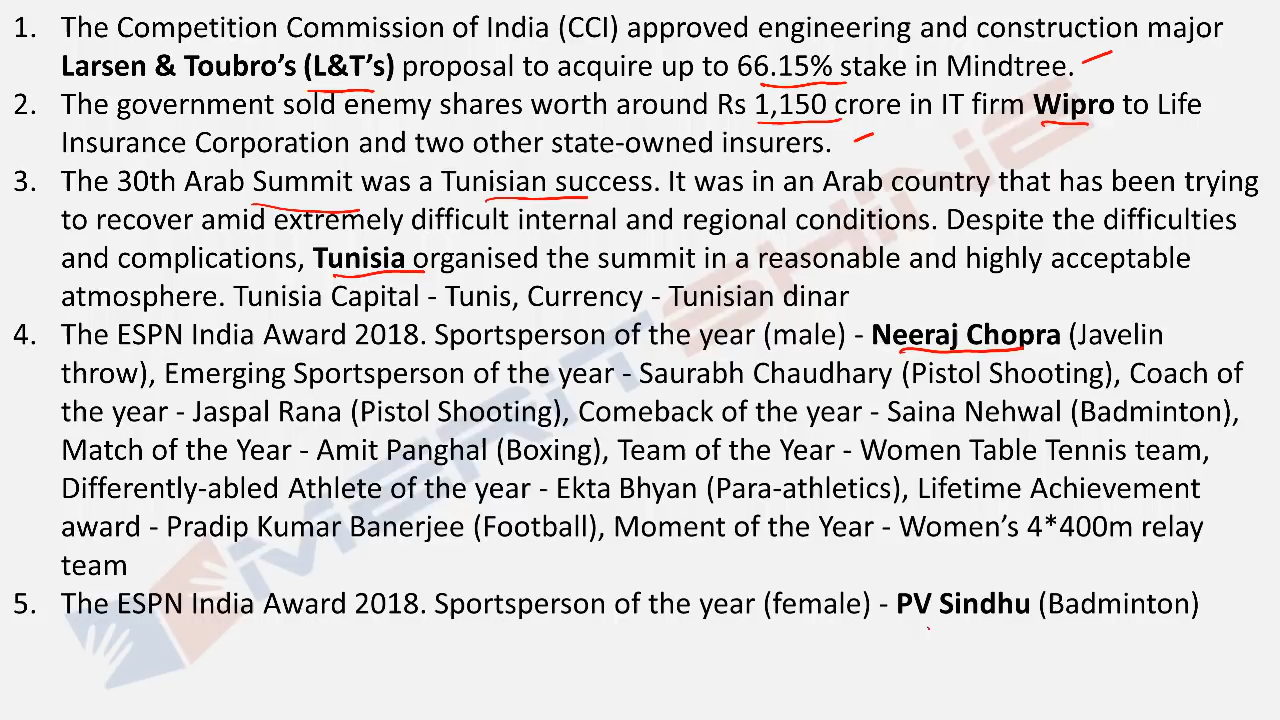 1. The Competition Commission of India (CCI) approved engineering and construction major
Larsen & Toubro’s (L&T’s) proposal to acquire up to 66.15% stake in Mindtree.
2. The government sold enemy shares worth around Rs 1,150 crore in IT firm Wipro to Life
Insurance Corporation and two other state-owned insurers.
3. The 30th Arab Summit was a Tunisian success. It was in an Arab country that has been trying
to recover amid extremely difficult internal and regional conditions. Despite the difficulties
and complications, Tunisia organised the summit in a reasonable and highly acceptable
atmosphere. Tunisia Capital - Tunis, Currency - Tunisian dinar
4. The ESPN India Award 2018. Sportsperson of the year (male) - Neeraj Chopra (Javelin
throw), Emerging Sportsperson of the year - Saurabh Chaudhary (Pistol Shooting), Coach of
the year - Jaspal Rana (Pistol Shooting), Comeback of the year - Saina Nehwal (Badminton),
Match of the Year - Amit Panghal (Boxing), Team of the Year - Women Table Tennis team,
Differently-abled Athlete of the year - Ekta Bhyan (Para-athletics), Lifetime Achievement
award - Pradip Kumar Banerjee (Football), Moment of the Year - Women’s 4*400m relay
team
5. The ESPN India Award 2018. Sportsperson of the year (female) - PV Sindhu (Badminton)
MERITSHINE